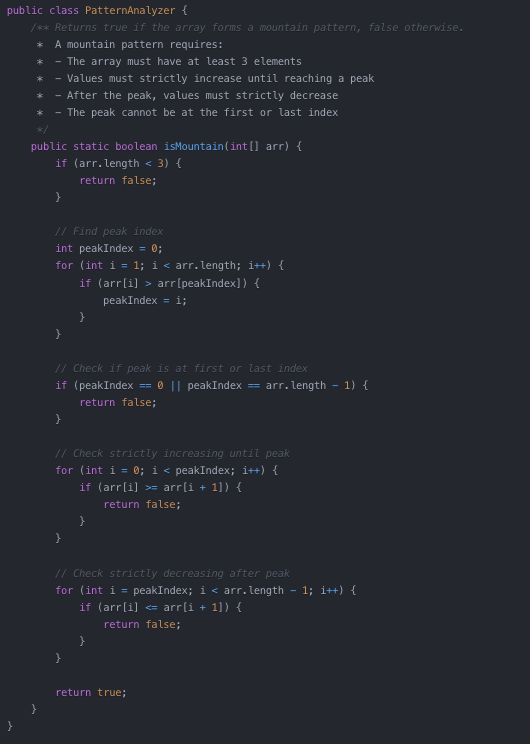 public class PatternAnalyzer {
    /** Returns true if the array forms a mountain pattern, false otherwise.
     *  A mountain pattern requires:
     *  - The array must have at least 3 elements
     *  - Values must strictly increase until reaching a peak
     *  - After the peak, values must strictly decrease
     *  - The peak cannot be at the first or last index
     */
    public static boolean isMountain(int[] arr) {
        if (arr.length < 3) {
            return false;
        }

        // Find peak index
        int peakIndex = 0;
        for (int i = 1; i < arr.length; i++) {
            if (arr[i] > arr[peakIndex]) {
                peakIndex = i;
            }
        }

        // Check if peak is at first or last index
        if (peakIndex == 0 || peakIndex == arr.length - 1) {
            return false;
        }

        // Check strictly increasing until peak
        for (int i = 0; i < peakIndex; i++) {
            if (arr[i] >= arr[i + 1]) {
                return false;
            }
        }

        // Check strictly decreasing after peak
        for (int i = peakIndex; i < arr.length - 1; i++) {
            if (arr[i] <= arr[i + 1]) {
                return false;
            }
        }

        return true;
    }
}